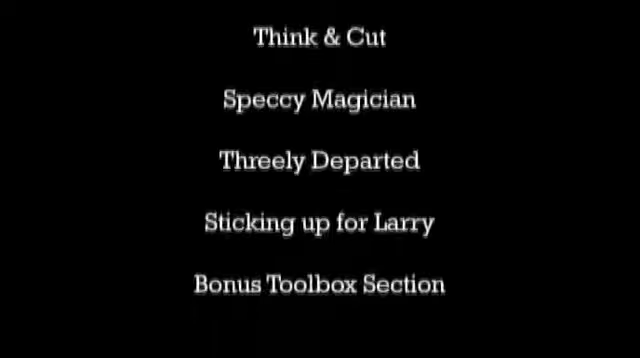 Think & Cut
Speccy Magician
Threely Departed
Sticking up for Larry
Bonus Toolbox Section